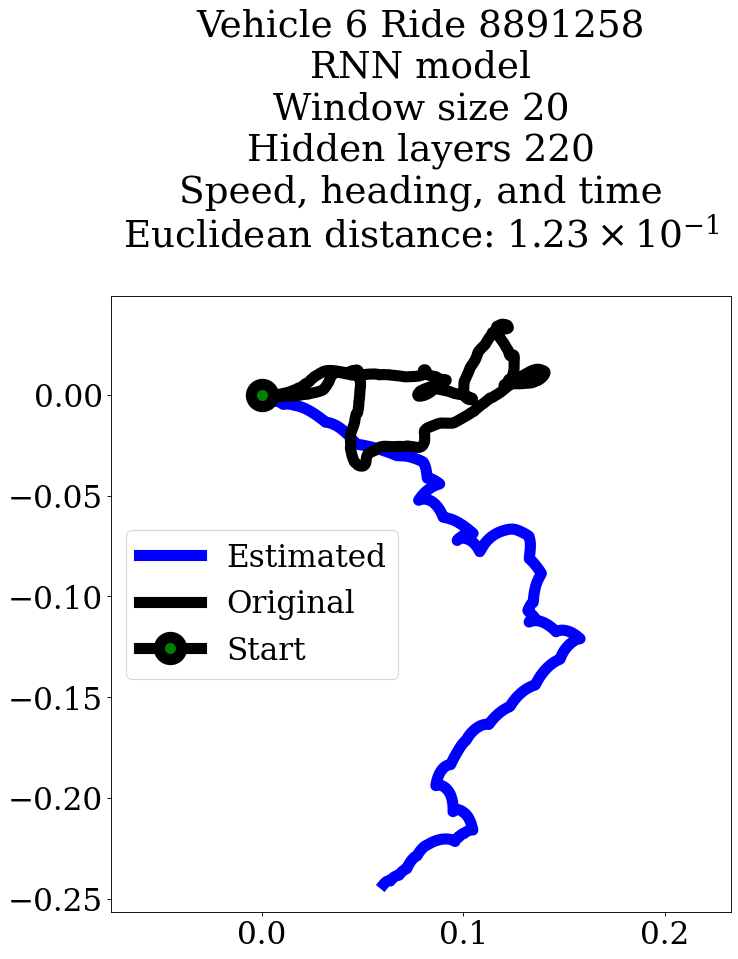 Vehicle 6 Ride 8891258
RNN model
Window size 20
Hidden layers 220
Speed, heading, and time
Euclidean distance: 1.23 × 10⁻¹
0.00
−0.05
−0.10
−0.15
−0.20
−0.25
Estimated
Original
Start
0.0 0.1 0.2